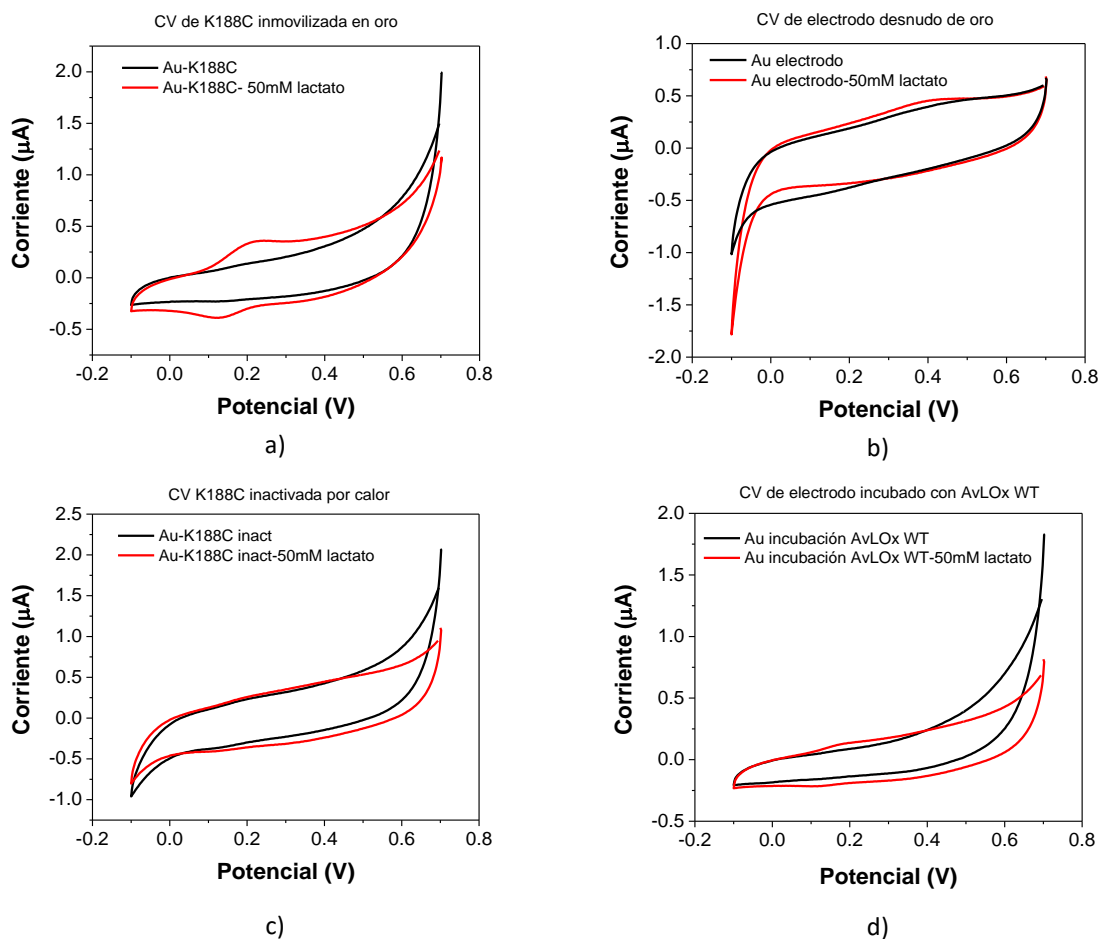 CV de K188C inmovilizada en oro
Au-K188C
Au-K188C- 50mM lactato
2.0
1.5
1.0
0.5
0.0
-0.5
Corriente (µA)
-0.2
0.0
0.2
0.4
0.6
0.8
Potencial (V)
a)
CV de electrodo desnudo de oro
Au electrodo
Au electrodo-50mM lactato
1.0
0.5
0.0
-0.5
-1.0
-1.5
-2.0
Corriente (µA)
-0.2
0.0
0.2
0.4
0.6
0.8
Potencial (V)
b)
CV K188C inactivada por calor
Au-K188C inact
Au-K188C inact-50mM lactato
2.5
2.0
1.5
1.0
0.5
0.0
-0.5
-1.0
Corriente (µA)
-0.2
0.0
0.2
0.4
0.6
0.8
Potencial (V)
c)
CV de electrodo incubado con AvLOx WT
Au incubación AvLOx WT
Au incubación AvLOx WT-50mM lactato
2.0
1.5
1.0
0.5
0.0
-0.5
Corriente (µA)
-0.2
0.0
0.2
0.4
0.6
0.8
Potencial (V)
d)